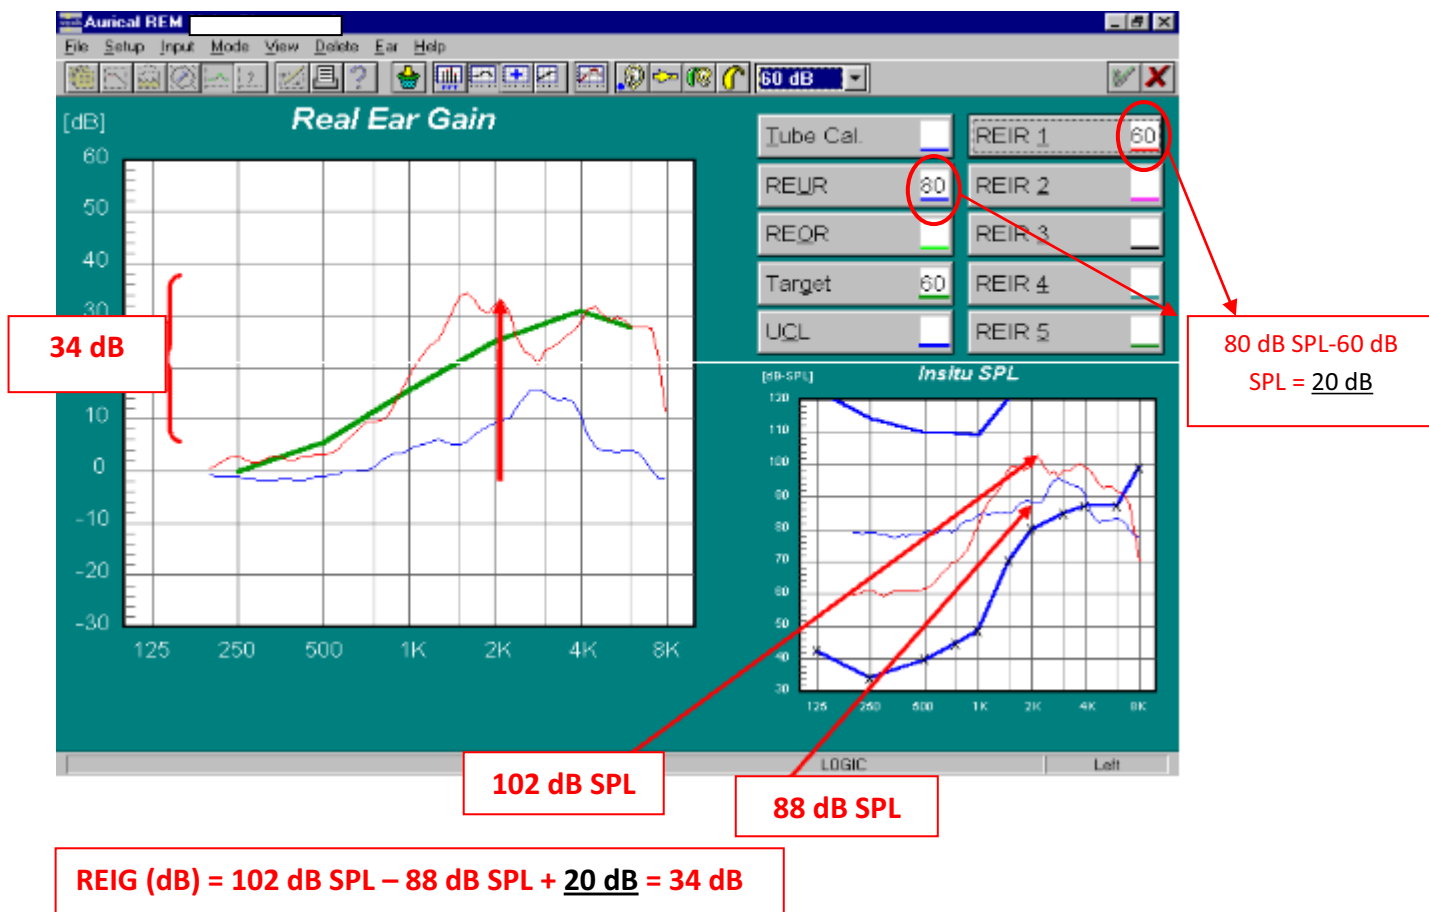 Aurical REM
File Setup Input Mode View Delete Ear Help
60 dB
[dB]
Real Ear Gain
60
50
40
30
10
0
-10
-20
-30
125 250 500 1K 2K 4K 8K
34 dB
Tube Cal.
REUR 80
REOR
Target 60
UCL
REIR 1 60
REIR 2
REIR 3
REIR 4
REIR 5
80 dB SPL-60 dB
SPL = 20 dB
[dB-SPL]
Insitu SPL
120
110
100
90
80
70
60
50
40
30
125 250 500 1K 2K 4K 8K
LOGIC Left
102 dB SPL
88 dB SPL
REIG (dB) = 102 dB SPL – 88 dB SPL + 20 dB = 34 dB